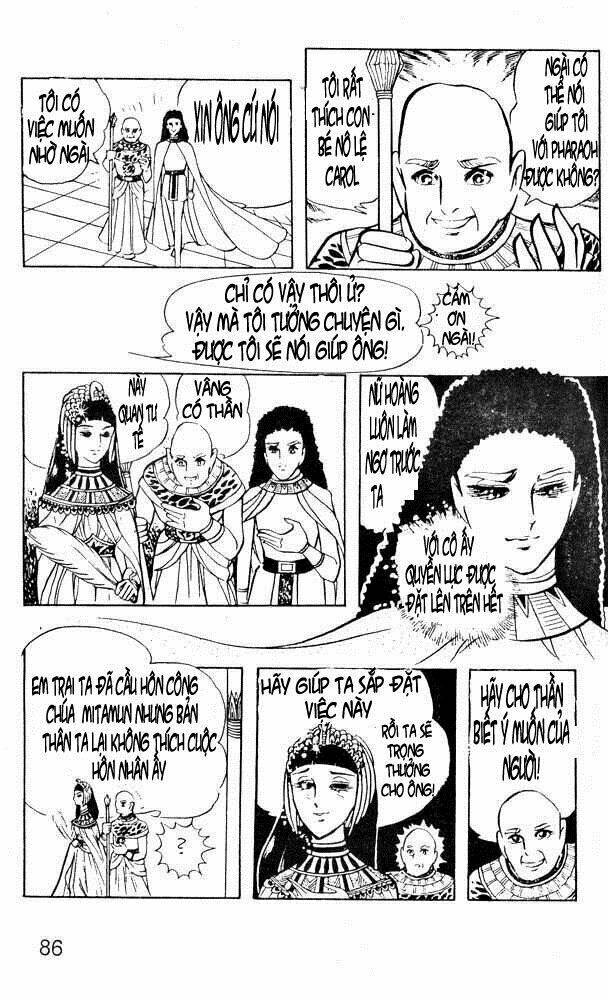 TÔI CÓ
VIỆC MUỐN
NHỜ NGÀI
XIN ÔNG CỨ NÓI
TÔI RẤT
THÍCH CON
BÉ NÔ LỆ
CAROL
NGÀI CÓ
THỂ NÓI
GIÚP TÔI
VỚI PHARAOH
ĐƯỢC KHÔNG?
CHỈ CÓ VẬY THÔI Ử?
VẬY MÀ TÔI TƯỞNG CHUYỆN GÌ.
ĐƯỢC TÔI SẼ NÓI GIÚP ÔNG!
CÁM
ƠN
NGÀI!
NÀY
QUAN TƯ
TẾ
VÂNG
CÓ THẦN
NỮ HOÀNG
LUÔN LÀM
NGƠ TRƯỚC
TA
VỚI CÔ ẤY
QUYỀN LỰC ĐƯỢC
ĐẶT LÊN TRÊN HẾT
EM TRAI TA ĐÃ CẦU HÔN CÔNG
CHÚA MITAMUN NHƯNG BẢN
THÂN TA LẠI KHÔNG THÍCH CUỘC
HÔN NHÂN ẤY
?
HÃY GIÚP TA SẮP ĐẶT
VIỆC NÀY
RỒI TA SẼ
TRỌNG
THƯỞNG
CHO ÔNG!
HÃY CHO THẦN
BIẾT Ý MUỐN CỦA
NGƯỜI!
86